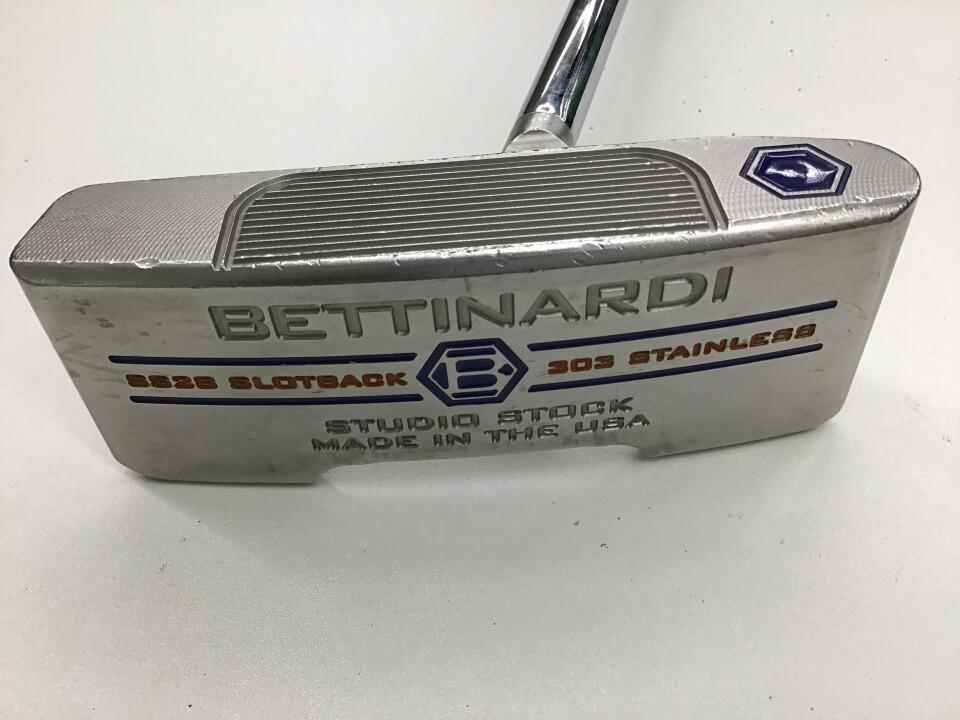 BETTINARDI
SS28 SLOTBACK B 303 STAINLESS
STUDIO STOCK
MADE IN THE USA